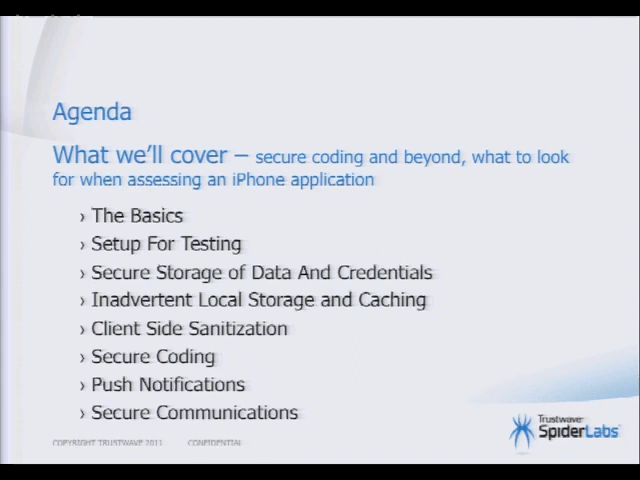 Agenda
What we'll cover – secure coding and beyond, what to look
for when assessing an iPhone application
› The Basics
› Setup For Testing
› Secure Storage of Data And Credentials
› Inadvertent Local Storage and Caching
› Client Side Sanitization
› Secure Coding
› Push Notifications
› Secure Communications
COPYRIGHT TRUSTWAVE 2011 CONFIDENTIAL
Trustwave®
SpiderLabs®